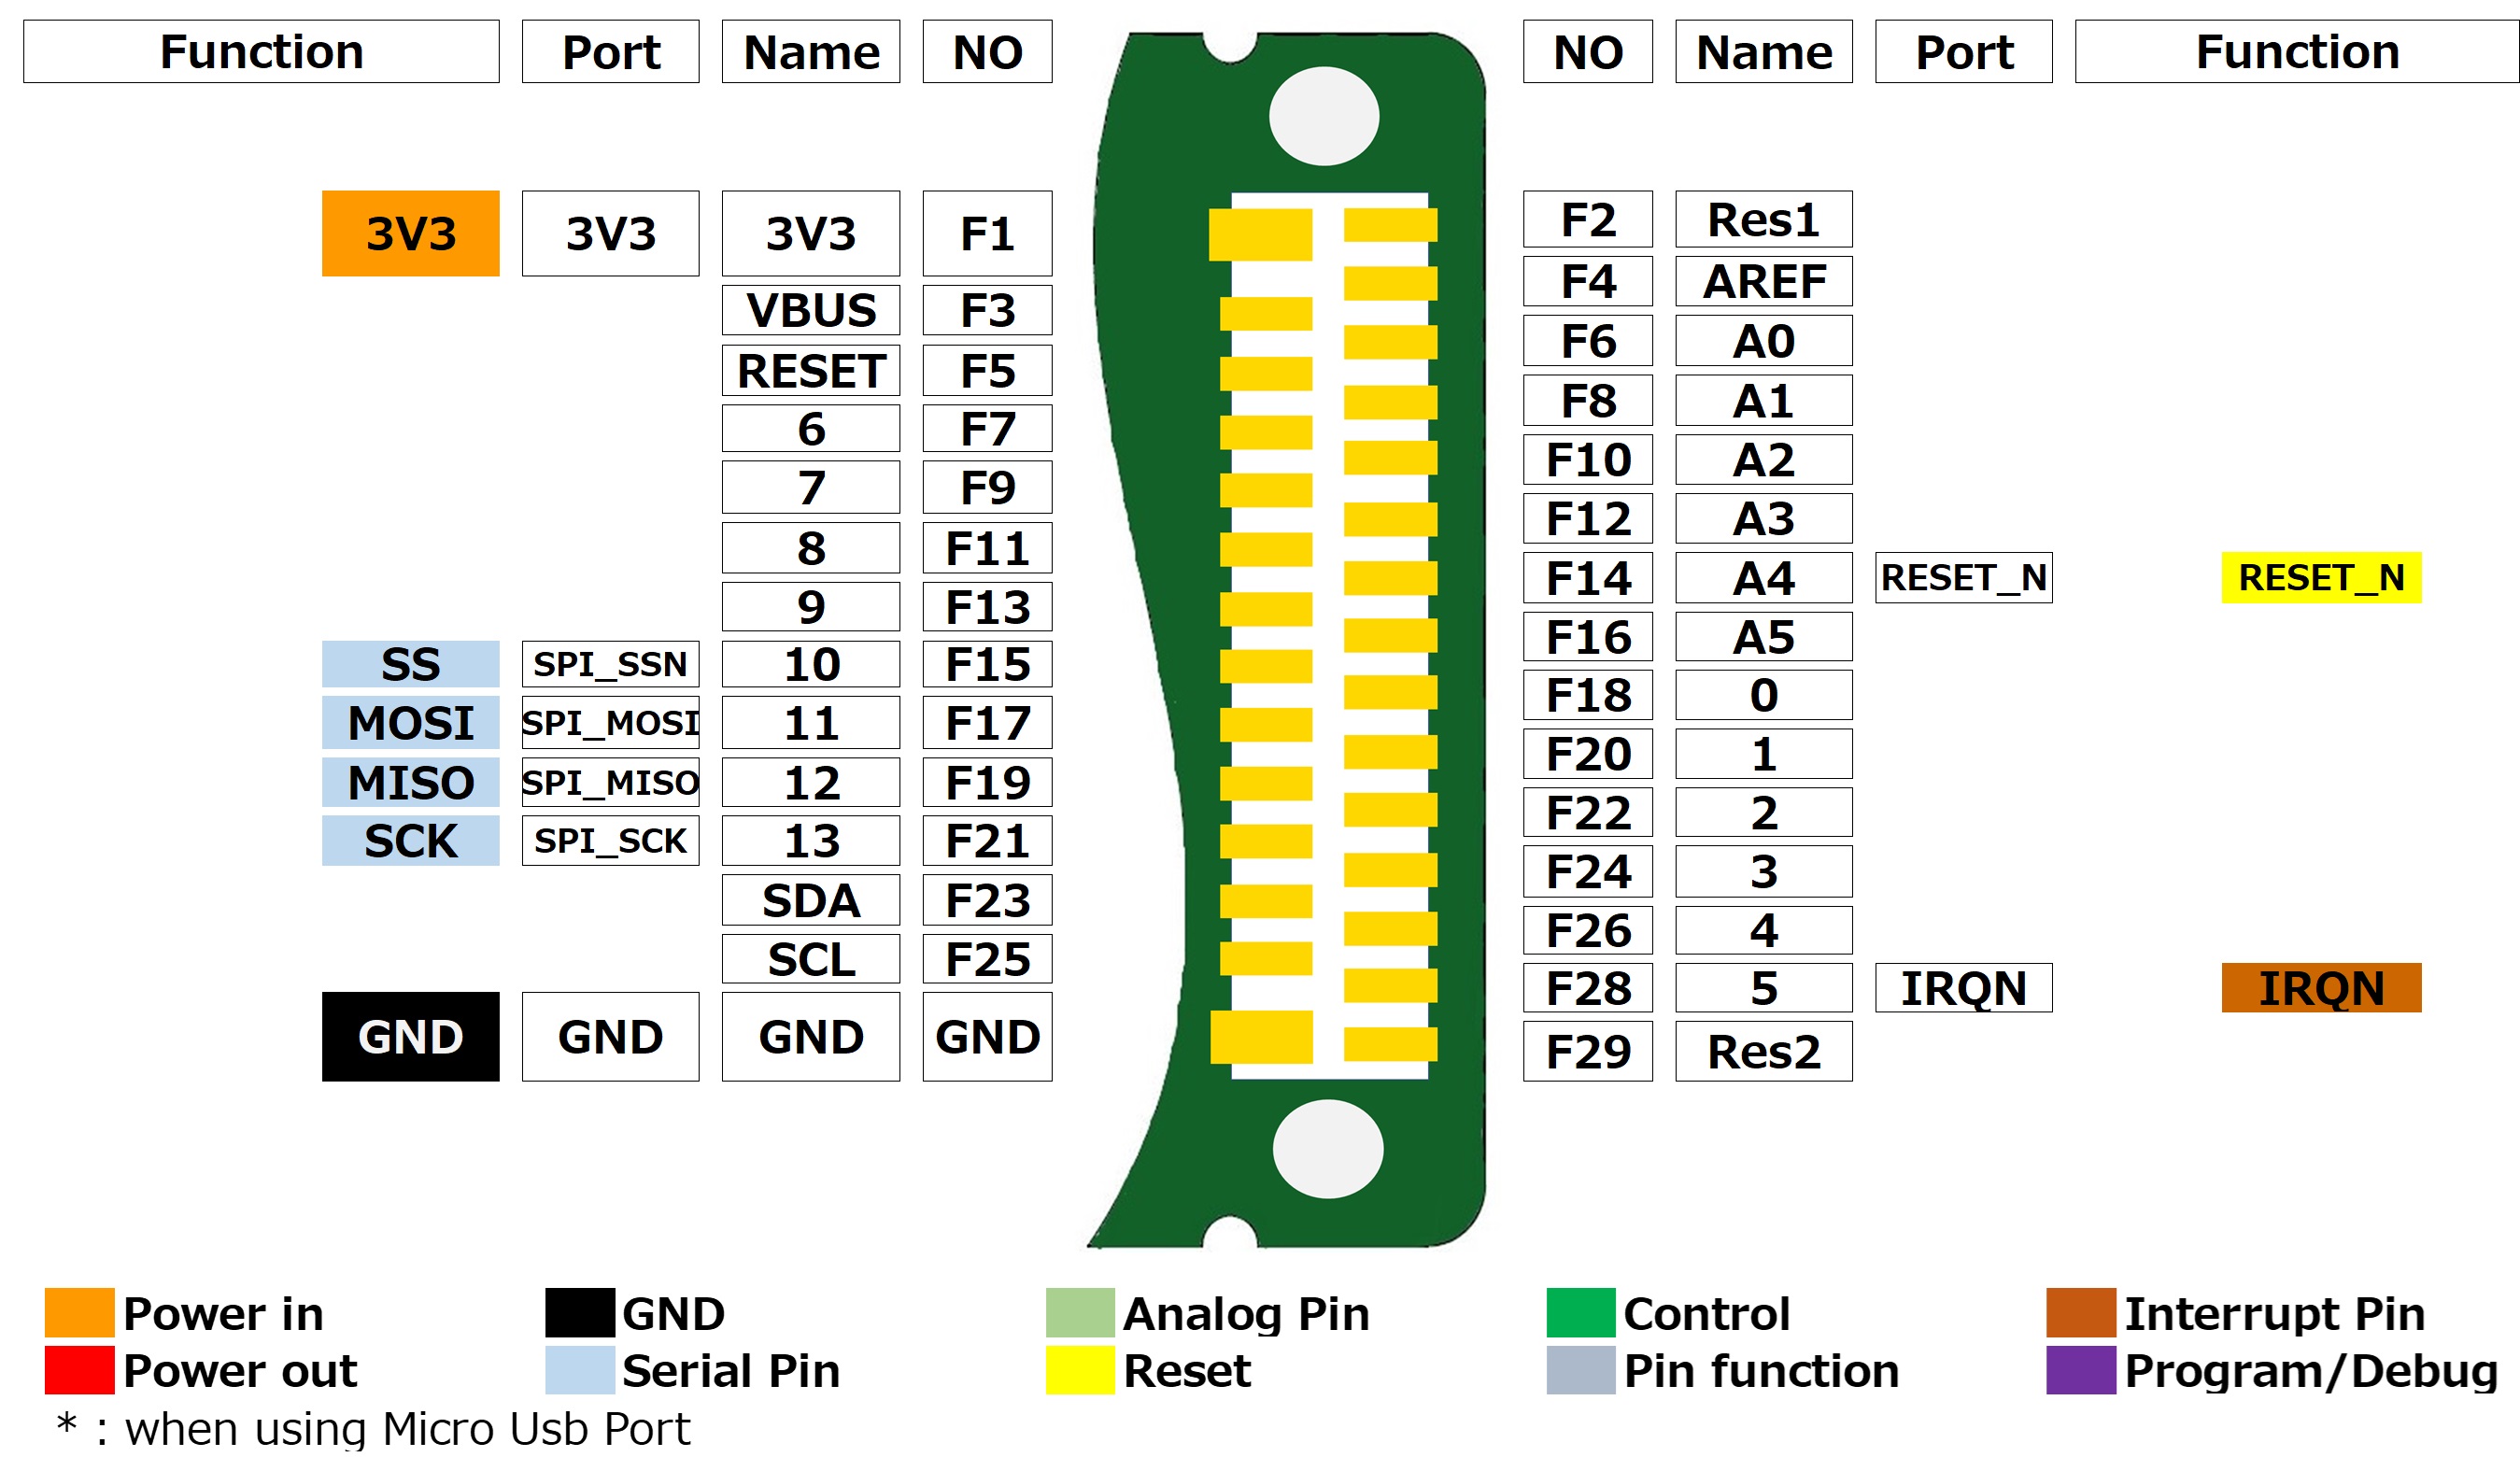 Function Port Name NO NO Name Port Function
3V3 3V3 3V3 F1 F2 Res1
F4 AREF
VBUS F3
F6 A0
RESET F5
F8 A1
6 F7
F10 A2
7 F9
F12 A3
8 F11
F14 A4 RESET_N RESET_N
9 F13
F16 A5
SS SPI_SSN 10 F15
F18 0
MOSI SPI_MOSI 11 F17
F20 1
MISO SPI_MISO 12 F19
F22 2
SCK SPI_SCK 13 F21
F24 3
SDA F23
F26 4
SCL F25
F28 5 IRQN IRQN
GND GND GND GND
F29 Res2
Power in GND Analog Pin Control Interrupt Pin
Power out Serial Pin Reset Pin function Program/Debug
* : when using Micro Usb Port